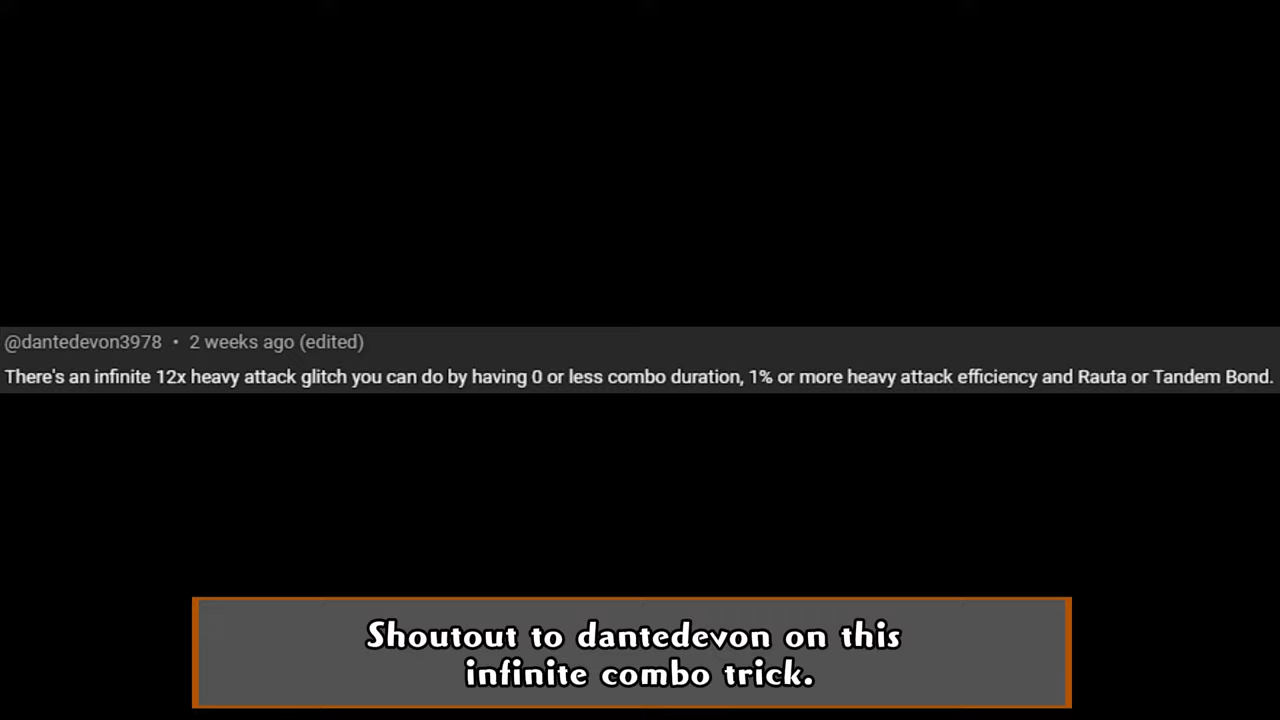 @dantedevon3978 • 2 weeks ago (edited)
There's an infinite 12x heavy attack glitch you can do by having 0 or less combo duration, 1% or more heavy attack efficiency and Rauta or Tandem Bond.
Shoutout to dantedevon on this
infinite combo trick.